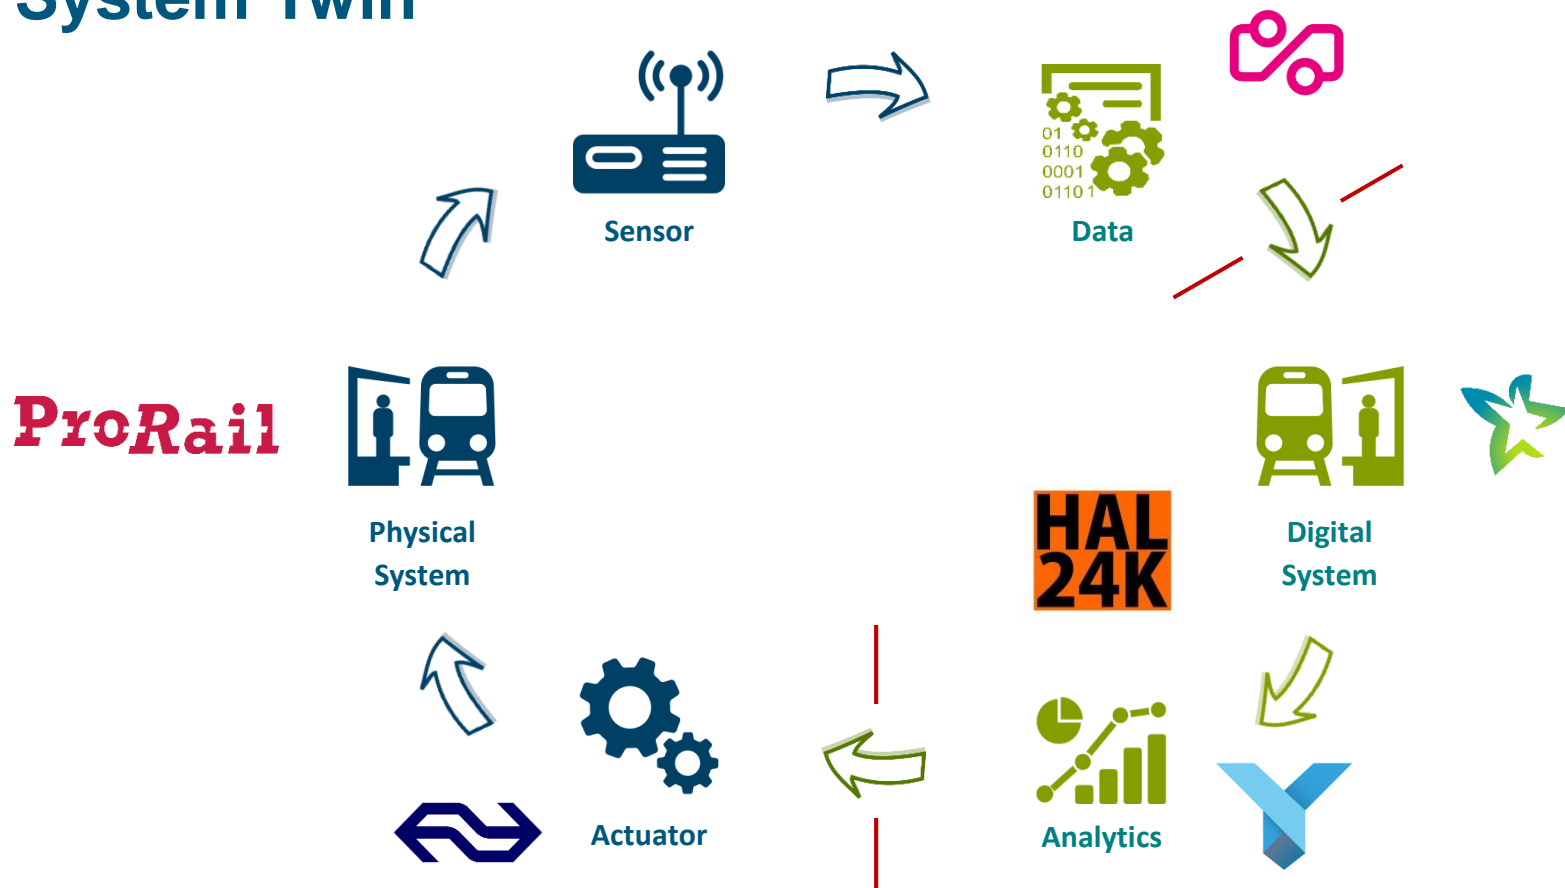 System Twin
Sensor
01
0110
0001
01101
Data
ProRail
Physical
System
HAL
24K
Digital
System
Actuator
Analytics